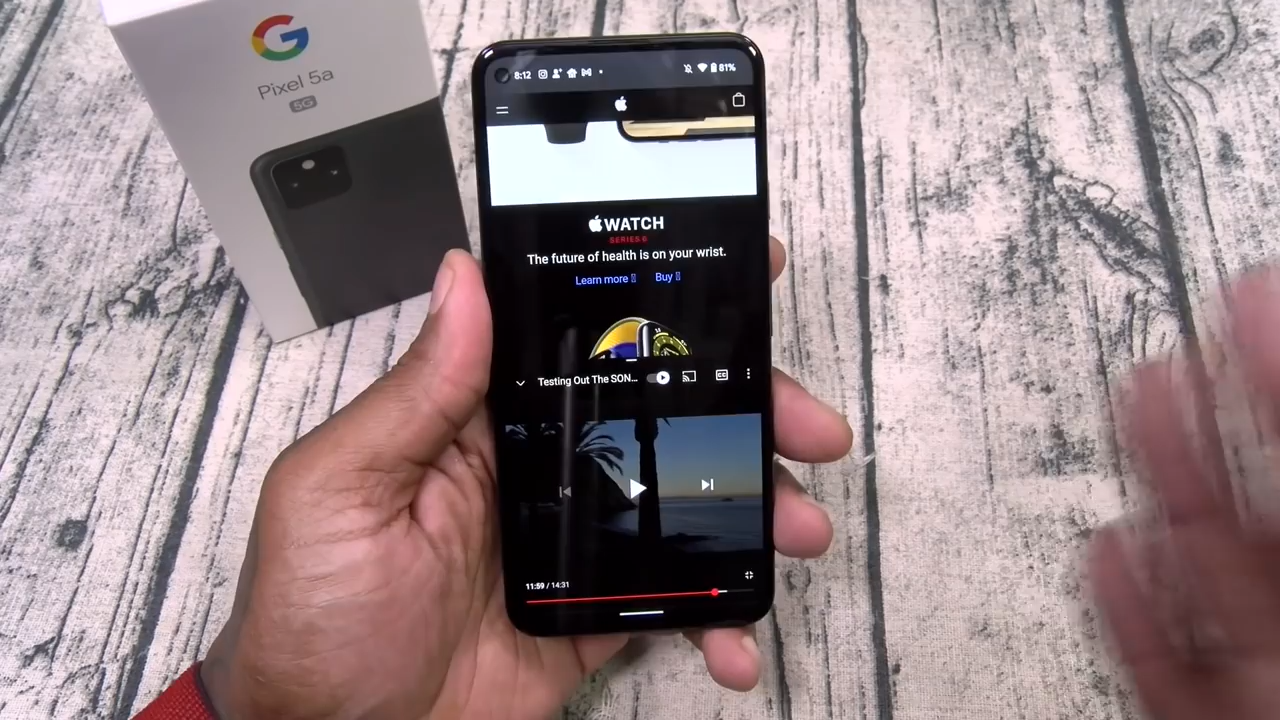 Pixel 5a
5G
8:12
81%
WATCH
SERIES 6
The future of health is on your wrist.
Learn more Buy
Testing Out The SON...
CC
11:59 / 14:31